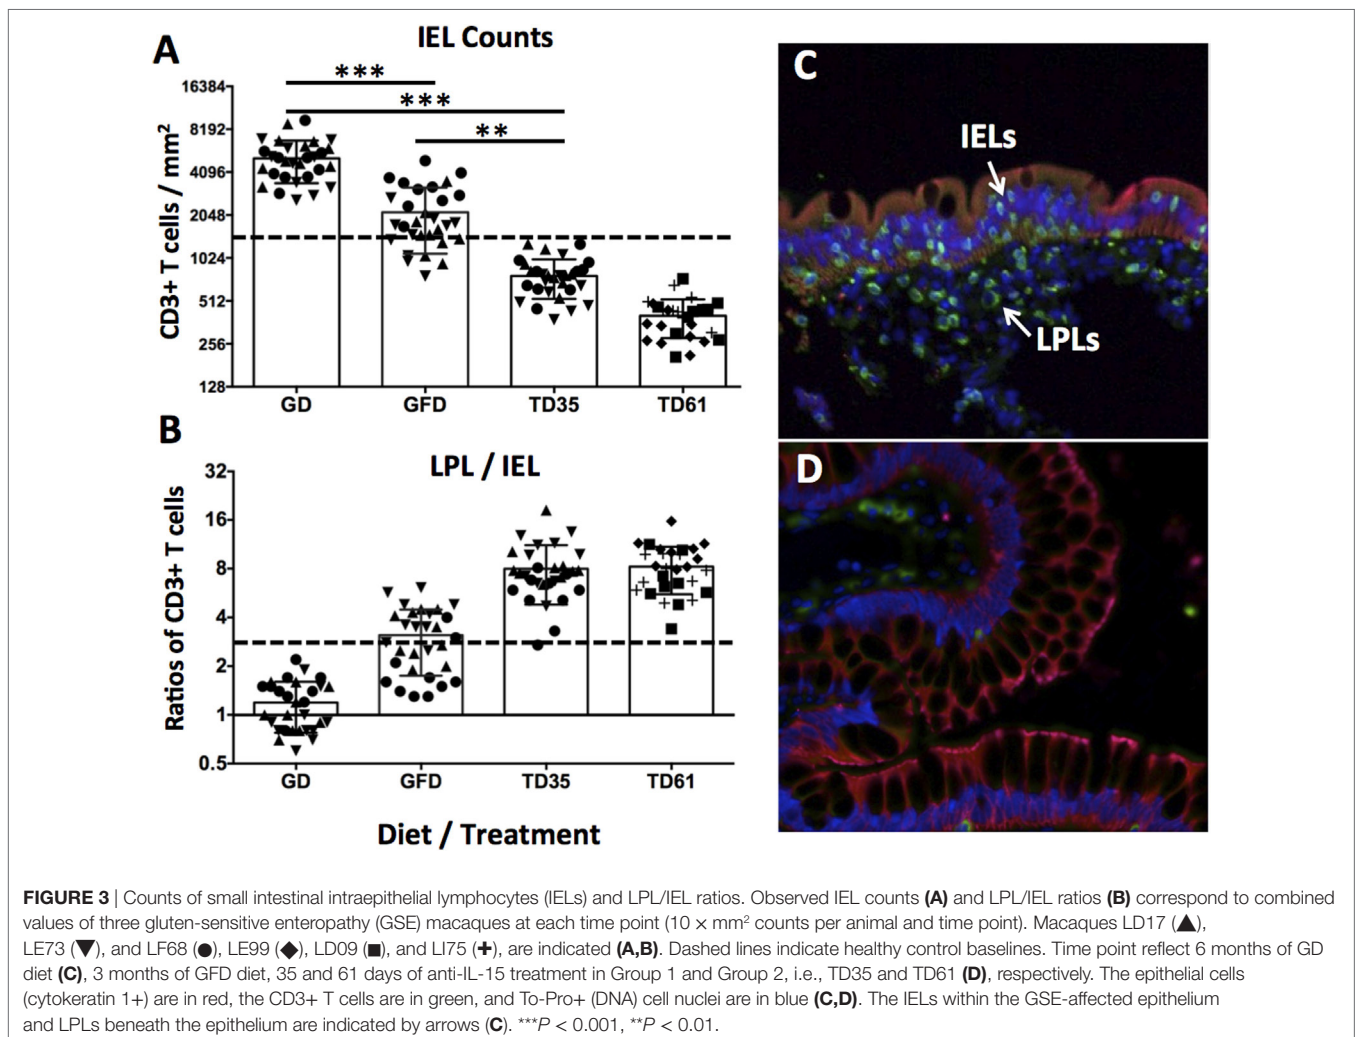 A
IEL Counts
***
***
**
16384
8192
4096
2048
1024
512
256
128
CD3+ T cells / mm²
GD GFD TD35 TD61
B
LPL / IEL
32
16
8
4
2
1
0.5
Ratios of CD3+ T cells
GD GFD TD35 TD61
Diet / Treatment
C
IELs
LPLs
D
FIGURE 3 | Counts of small intestinal intraepithelial lymphocytes (IELs) and LPL/IEL ratios. Observed IEL counts (A) and LPL/IEL ratios (B) correspond to combined
values of three gluten-sensitive enteropathy (GSE) macaques at each time point (10 × mm² counts per animal and time point). Macaques LD17 (▲),
LE73 (▼), and LF68 (●), LE99 (◆), LD09 (■), and LI75 (✚), are indicated (A,B). Dashed lines indicate healthy control baselines. Time point reflect 6 months of GD
diet (C), 3 months of GFD diet, 35 and 61 days of anti-IL-15 treatment in Group 1 and Group 2, i.e., TD35 and TD61 (D), respectively. The epithelial cells
(cytokeratin 1+) are in red, the CD3+ T cells are in green, and To-Pro+ (DNA) cell nuclei are in blue (C,D). The IELs within the GSE-affected epithelium
and LPLs beneath the epithelium are indicated by arrows (C). ***P < 0.001, **P < 0.01.